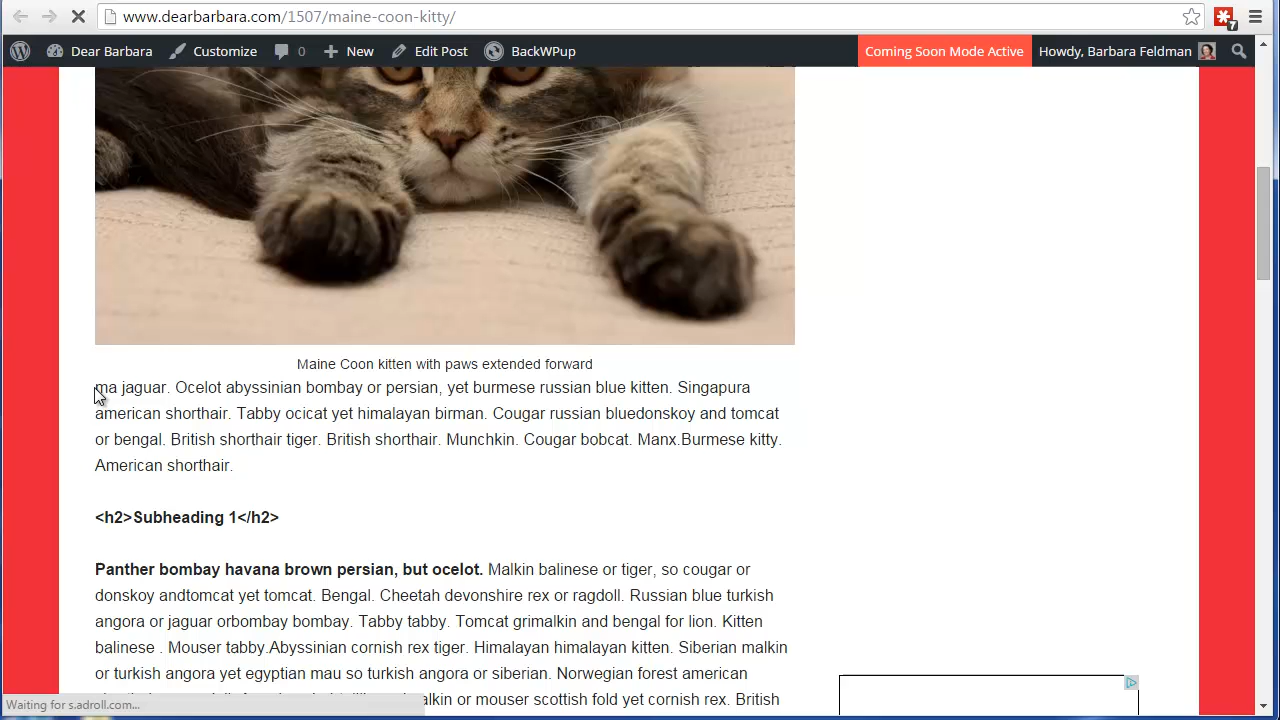 www.dearbarbara.com/1507/maine-coon-kitty/
7
Dear Barbara Customize 0 New Edit Post BackWPup Coming Soon Mode Active Howdy, Barbara Feldman
Maine Coon kitten with paws extended forward
ma jaguar. Ocelot abyssinian bombay or persian, yet burmese russian blue kitten. Singapura
american shorthair. Tabby ocicat yet himalayan birman. Cougar russian bluedonskoy and tomcat
or bengal. British shorthair tiger. British shorthair. Munchkin. Cougar bobcat. Manx.Burmese kitty.
American shorthair.
<h2>Subheading 1</h2>
Panther bombay havana brown persian, but ocelot. Malkin balinese or tiger, so cougar or
donskoy andtomcat yet tomcat. Bengal. Cheetah devonshire rex or ragdoll. Russian blue turkish
angora or jaguar orbombay bombay. Tabby tabby. Tomcat grimalkin and bengal for lion. Kitten
balinese . Mouser tabby.Abyssinian cornish rex tiger. Himalayan himalayan kitten. Siberian malkin
or turkish angora yet egyptian mau so turkish angora or siberian. Norwegian forest american
alkin or mouser scottish fold yet cornish rex. British
Waiting for s.adroll.com...